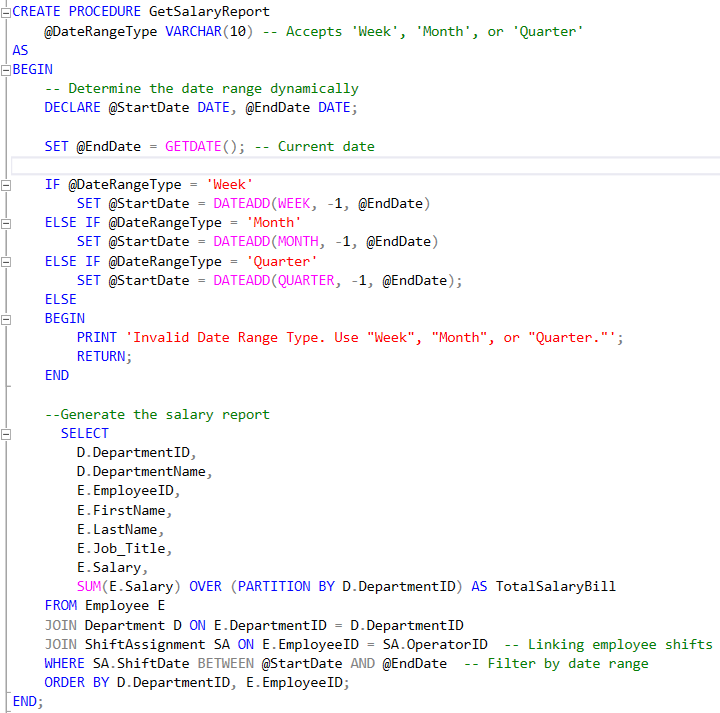 CREATE PROCEDURE GetSalaryReport
    @DateRangeType VARCHAR(10) -- Accepts 'Week', 'Month', or 'Quarter'
AS
BEGIN
    -- Determine the date range dynamically
    DECLARE @StartDate DATE, @EndDate DATE;

    SET @EndDate = GETDATE(); -- Current date

    IF @DateRangeType = 'Week'
        SET @StartDate = DATEADD(WEEK, -1, @EndDate)
    ELSE IF @DateRangeType = 'Month'
        SET @StartDate = DATEADD(MONTH, -1, @EndDate)
    ELSE IF @DateRangeType = 'Quarter'
        SET @StartDate = DATEADD(QUARTER, -1, @EndDate);
    ELSE
    BEGIN
        PRINT 'Invalid Date Range Type. Use "Week", "Month", or "Quarter."';
        RETURN;
    END

    --Generate the salary report
      SELECT
        D.DepartmentID,
        D.DepartmentName,
        E.EmployeeID,
        E.FirstName,
        E.LastName,
        E.Job_Title,
        E.Salary,
        SUM(E.Salary) OVER (PARTITION BY D.DepartmentID) AS TotalSalaryBill
    FROM Employee E
    JOIN Department D ON E.DepartmentID = D.DepartmentID
    JOIN ShiftAssignment SA ON E.EmployeeID = SA.OperatorID  -- Linking employee shifts
    WHERE SA.ShiftDate BETWEEN @StartDate AND @EndDate  -- Filter by date range
    ORDER BY D.DepartmentID, E.EmployeeID;
END;